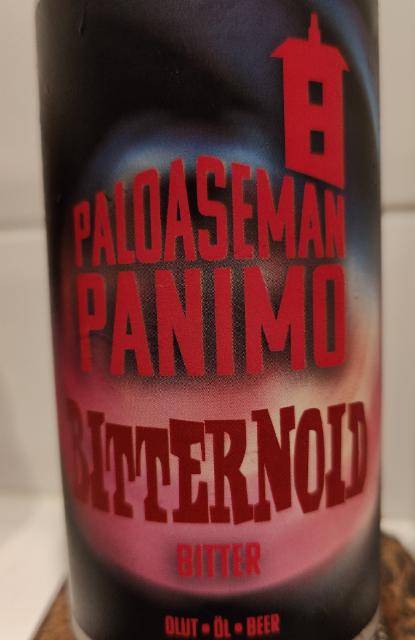 PALOASEMAN
PANIMO
BITTERNOID
BITTER
OLUT • ÖL • BEER